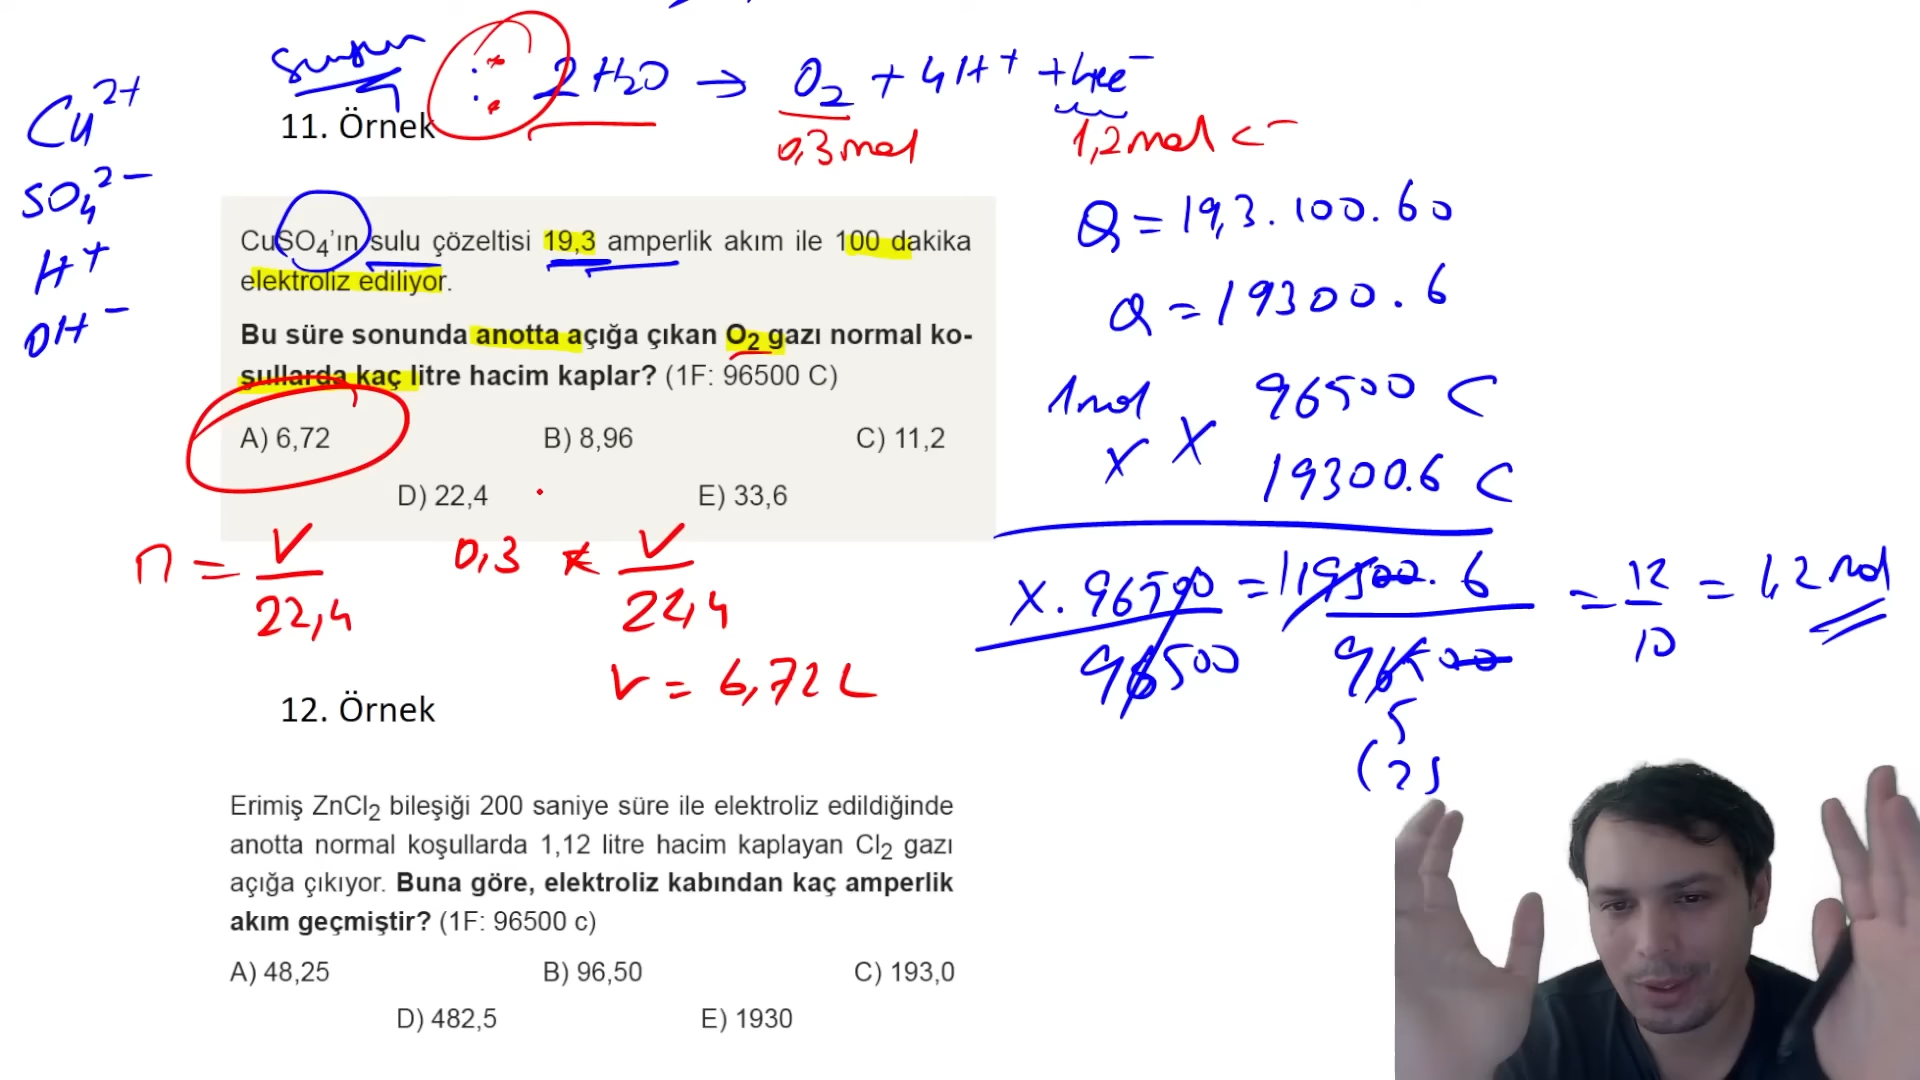 2H₂O → O₂ + 4H⁺ + 4e⁻
11. Örnek
0,3 mol
1,2 mol e⁻
Cu²⁺
SO₄²⁻
H⁺
OH⁻
CuSO₄'ın sulu çözeltisi 19,3 amperlik akım ile 100 dakika
elektroliz ediliyor.
Bu süre sonunda anotta açığa çıkan O₂ gazı normal ko-
şullarda kaç litre hacim kaplar? (1F: 96500 C)
A) 6,72 B) 8,96 C) 11,2
D) 22,4 E) 33,6
Q = 19,3.100.60
Q = 19300.6
1 mol 96500 C
x x 19300.6 C
x.96500 = 19300.6 = 12 = 1,2 mol
96500 96500 10
5
(2)
n = V/22,4 0,3 = V/22,4
V = 6,72 L
12. Örnek
Erimiş ZnCl₂ bileşiği 200 saniye süre ile elektroliz edildiğinde
anotta normal koşullarda 1,12 litre hacim kaplayan Cl₂ gazı
açığa çıkıyor. Buna göre, elektroliz kabından kaç amperlik
akım geçmiştir? (1F: 96500 c)
A) 48,25 B) 96,50 C) 193,0
D) 482,5 E) 1930